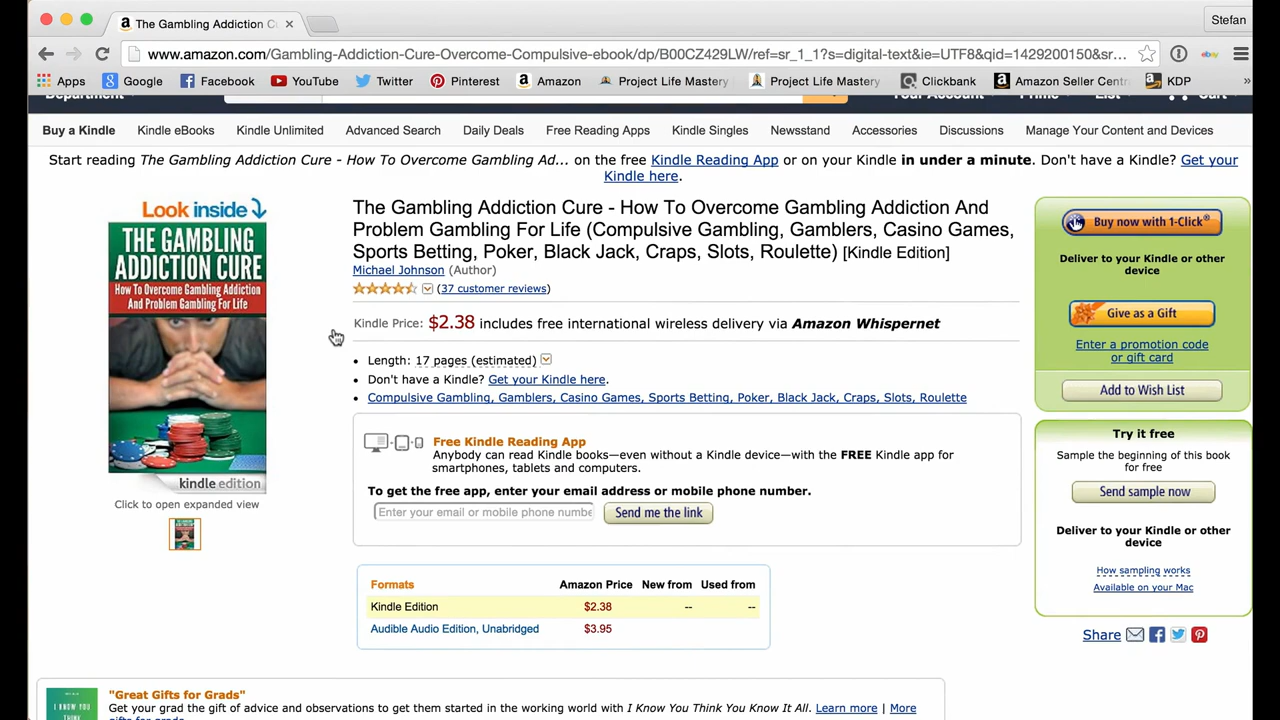 The Gambling Addiction C
Stefan
www.amazon.com/Gambling-Addiction-Cure-Overcome-Compulsive-ebook/dp/B00CZ429LW/ref=sr_1_1?s=digital-text&ie=UTF8&qid=1429200150&sr...
Apps Google Facebook YouTube Twitter Pinterest Amazon Project Life Mastery Project Life Mastery Clickbank Amazon Seller Centr KDP »
Buy a Kindle Kindle eBooks Kindle Unlimited Advanced Search Daily Deals Free Reading Apps Kindle Singles Newsstand Accessories Discussions Manage Your Content and Devices
Start reading The Gambling Addiction Cure - How To Overcome Gambling Ad... on the free Kindle Reading App or on your Kindle in under a minute. Don't have a Kindle? Get your
Kindle here.
Look inside
THE GAMBLING
ADDICTION CURE
How To Overcome Gambling Addiction
And Problem Gambling For Life
kindle edition
Click to open expanded view
The Gambling Addiction Cure - How To Overcome Gambling Addiction And
Problem Gambling For Life (Compulsive Gambling, Gamblers, Casino Games,
Sports Betting, Poker, Black Jack, Craps, Slots, Roulette) [Kindle Edition]
Michael Johnson (Author)
(37 customer reviews)
Kindle Price: $2.38 includes free international wireless delivery via Amazon Whispernet
• Length: 17 pages (estimated)
• Don't have a Kindle? Get your Kindle here.
• Compulsive Gambling, Gamblers, Casino Games, Sports Betting, Poker, Black Jack, Craps, Slots, Roulette
Free Kindle Reading App
Anybody can read Kindle books—even without a Kindle device—with the FREE Kindle app for
smartphones, tablets and computers.
To get the free app, enter your email address or mobile phone number.
Enter your email or mobile phone numbe
Send me the link
Formats Amazon Price New from Used from
Kindle Edition $2.38 -- --
Audible Audio Edition, Unabridged $3.95
Buy now with 1-Click®
Deliver to your Kindle or other
device
Give as a Gift
Enter a promotion code
or gift card
Add to Wish List
Try it free
Sample the beginning of this book
for free
Send sample now
Deliver to your Kindle or other
device
How sampling works
Available on your Mac
Share
"Great Gifts for Grads"
Get your grad the gift of advice and observations to get them started in the working world with I Know You Think You Know It All. Learn more | More
I KNOW YOU